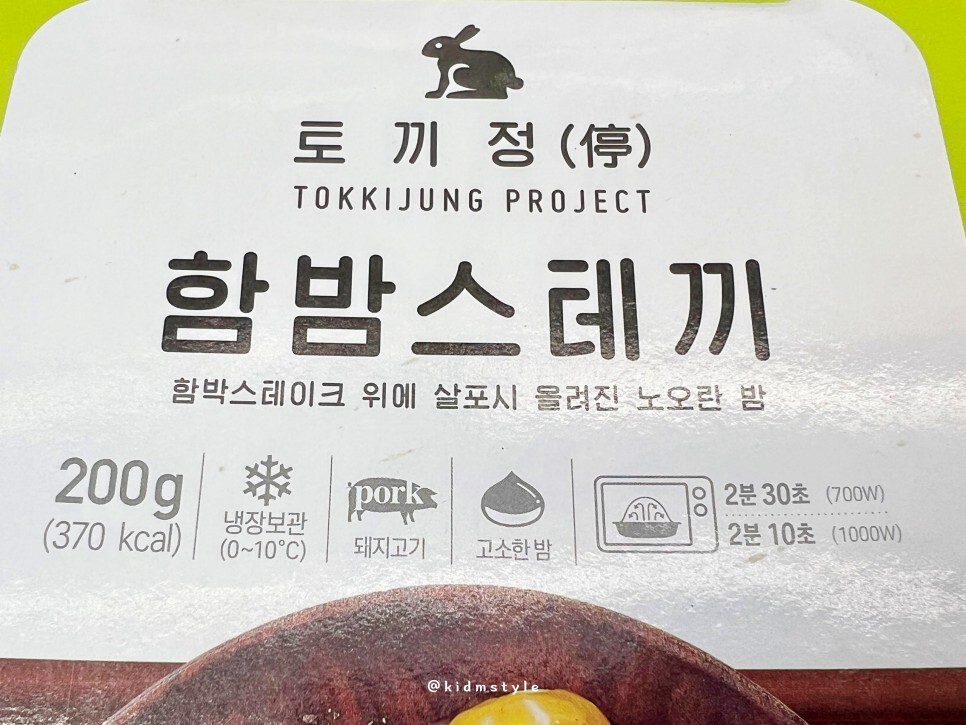 토끼정(停)
TOKKIJUNG PROJECT
함밤스테끼
함박스테이크 위에 살포시 올려진 노오란 밤
200g
(370 kcal)
냉장보관
(0~10°C)
pork
돼지고기
고소한 밤
2분 30초 (700W)
2분 10초 (1000W)
@kidmstyle